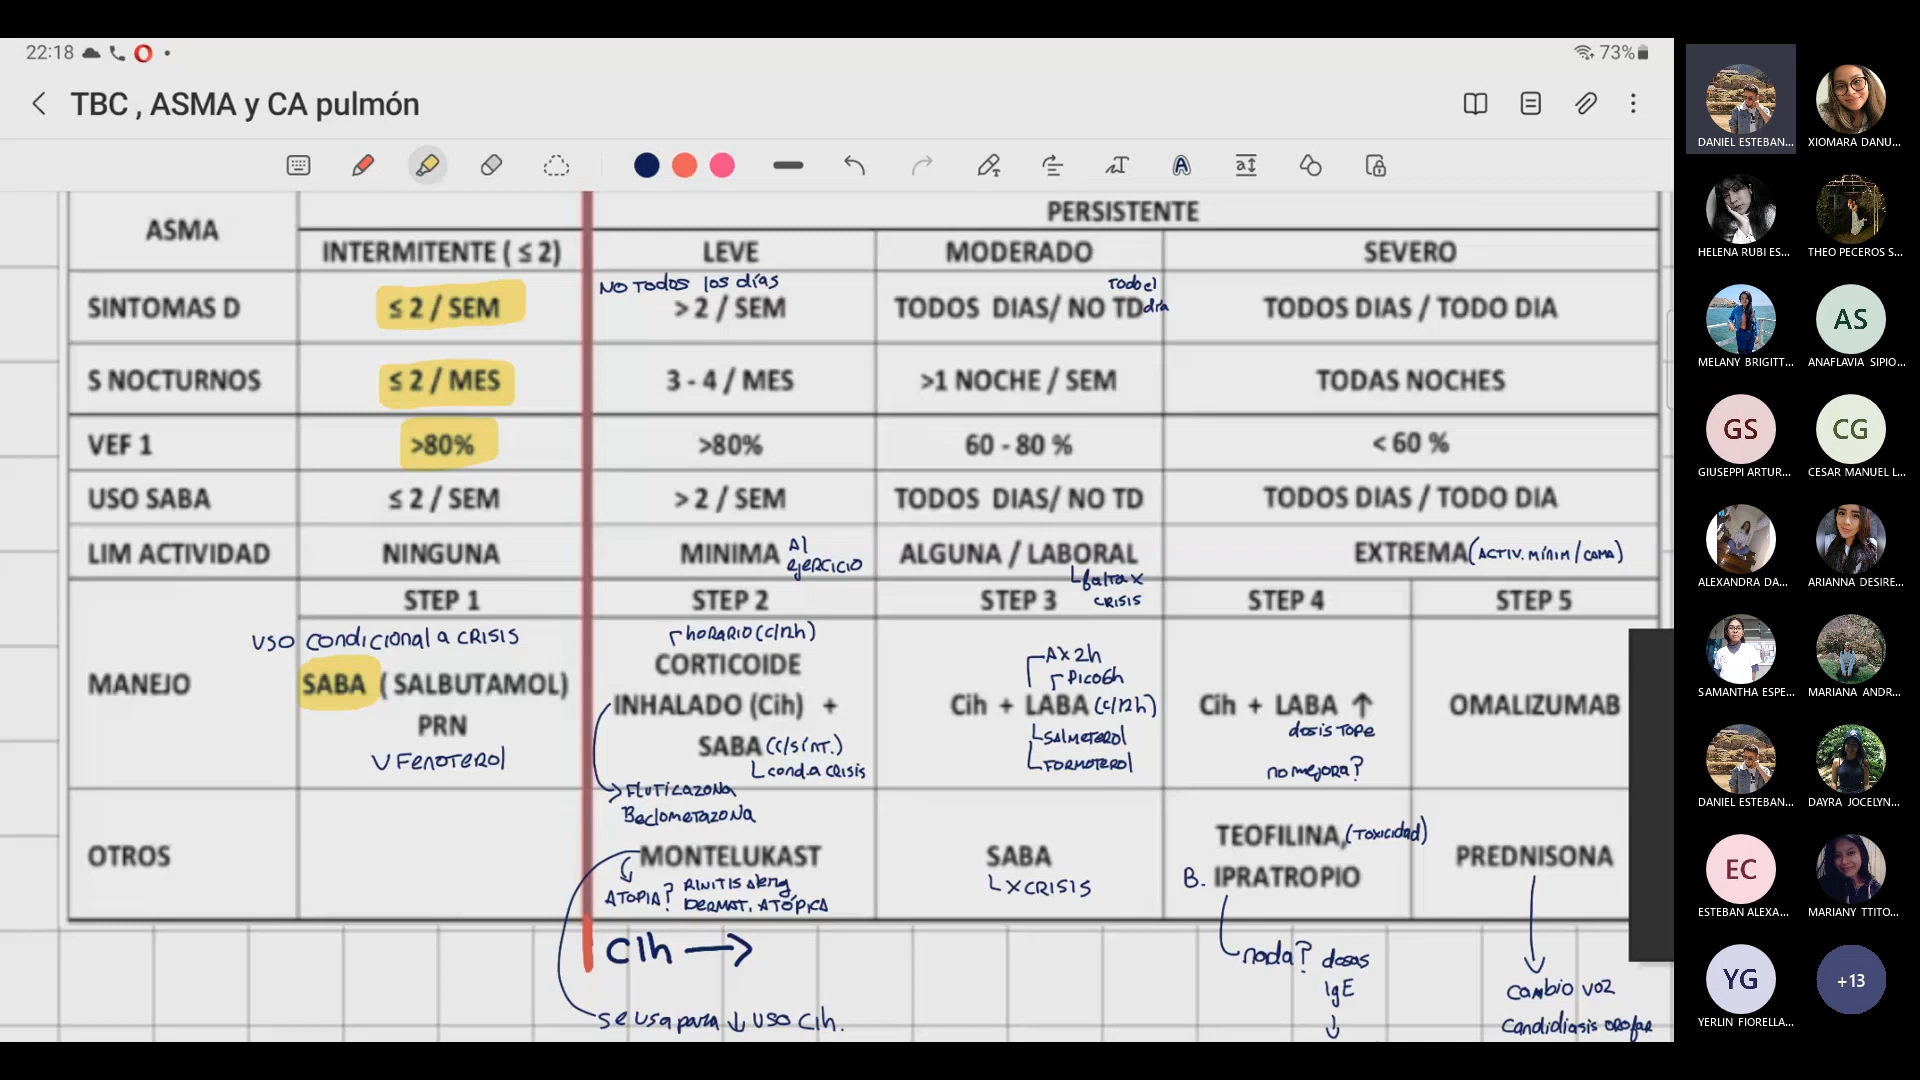 22:18
73%
TBC , ASMA y CA pulmón
ASMA
PERSISTENTE
INTERMITENTE ( ≤ 2)
LEVE
MODERADO
SEVERO
SINTOMAS D
≤ 2 / SEM
NO TODOS los días
> 2 / SEM
TODOS DIAS/ NO TD
Todo el
día
TODOS DIAS / TODO DIA
S NOCTURNOS
≤ 2 / MES
3 - 4 / MES
>1 NOCHE / SEM
TODAS NOCHES
VEF 1
>80%
>80%
60 - 80 %
< 60 %
USO SABA
≤ 2 / SEM
> 2 / SEM
TODOS DIAS/ NO TD
TODOS DIAS / TODO DIA
LIM ACTIVIDAD
NINGUNA
MINIMA
Al
ejercicio
ALGUNA / LABORAL
falta x
crisis
EXTREMA (ACTIV. MÍNIM / CAMA)
STEP 1
STEP 2
STEP 3
STEP 4
STEP 5
MANEJO
USO condicional a CRISIS
SABA ( SALBUTAMOL)
PRN
V Fenoterol
HORARIO (c/12h)
CORTICOIDE
INHALADO (Cih) +
SABA (c/sínt.)
cond. a crisis
Fluticazona
Beclometazona
Ax2h
Pico6h
Cih + LABA (c/12h)
SALMETEROL
FORMOTEROL
Cih + LABA ↑
dosis TOPE
no mejora?
OMALIZUMAB
OTROS
MONTELUKAST
ATOPIA?
RINITIS alerg
DERMAT. ATÓPICA
SABA
X CRISIS
TEOFILINA, (TOXICIDAD)
B. IPRATROPIO
PREDNISONA
CIh →
se usa para ↓ USO CIh.
nada? dosas
IgE
↓
cambio voz
candidiasis orofar
DANIEL ESTEBAN...
XIOMARA DANU...
HELENA RUBI ES...
THEO PECEROS S...
MELANY BRIGITT...
AS
ANAFLAVIA SIPIO...
GS
GIUSEPPI ARTUR...
CG
CESAR MANUEL L...
ALEXANDRA DA...
ARIANNA DESIRE...
SAMANTHA ESPE...
MARIANA ANDR...
DANIEL ESTEBAN...
DAYRA JOCELYN...
EC
ESTEBAN ALEXA...
MARIANY TTITO...
YG
YERLIN FIORELLA...
+13